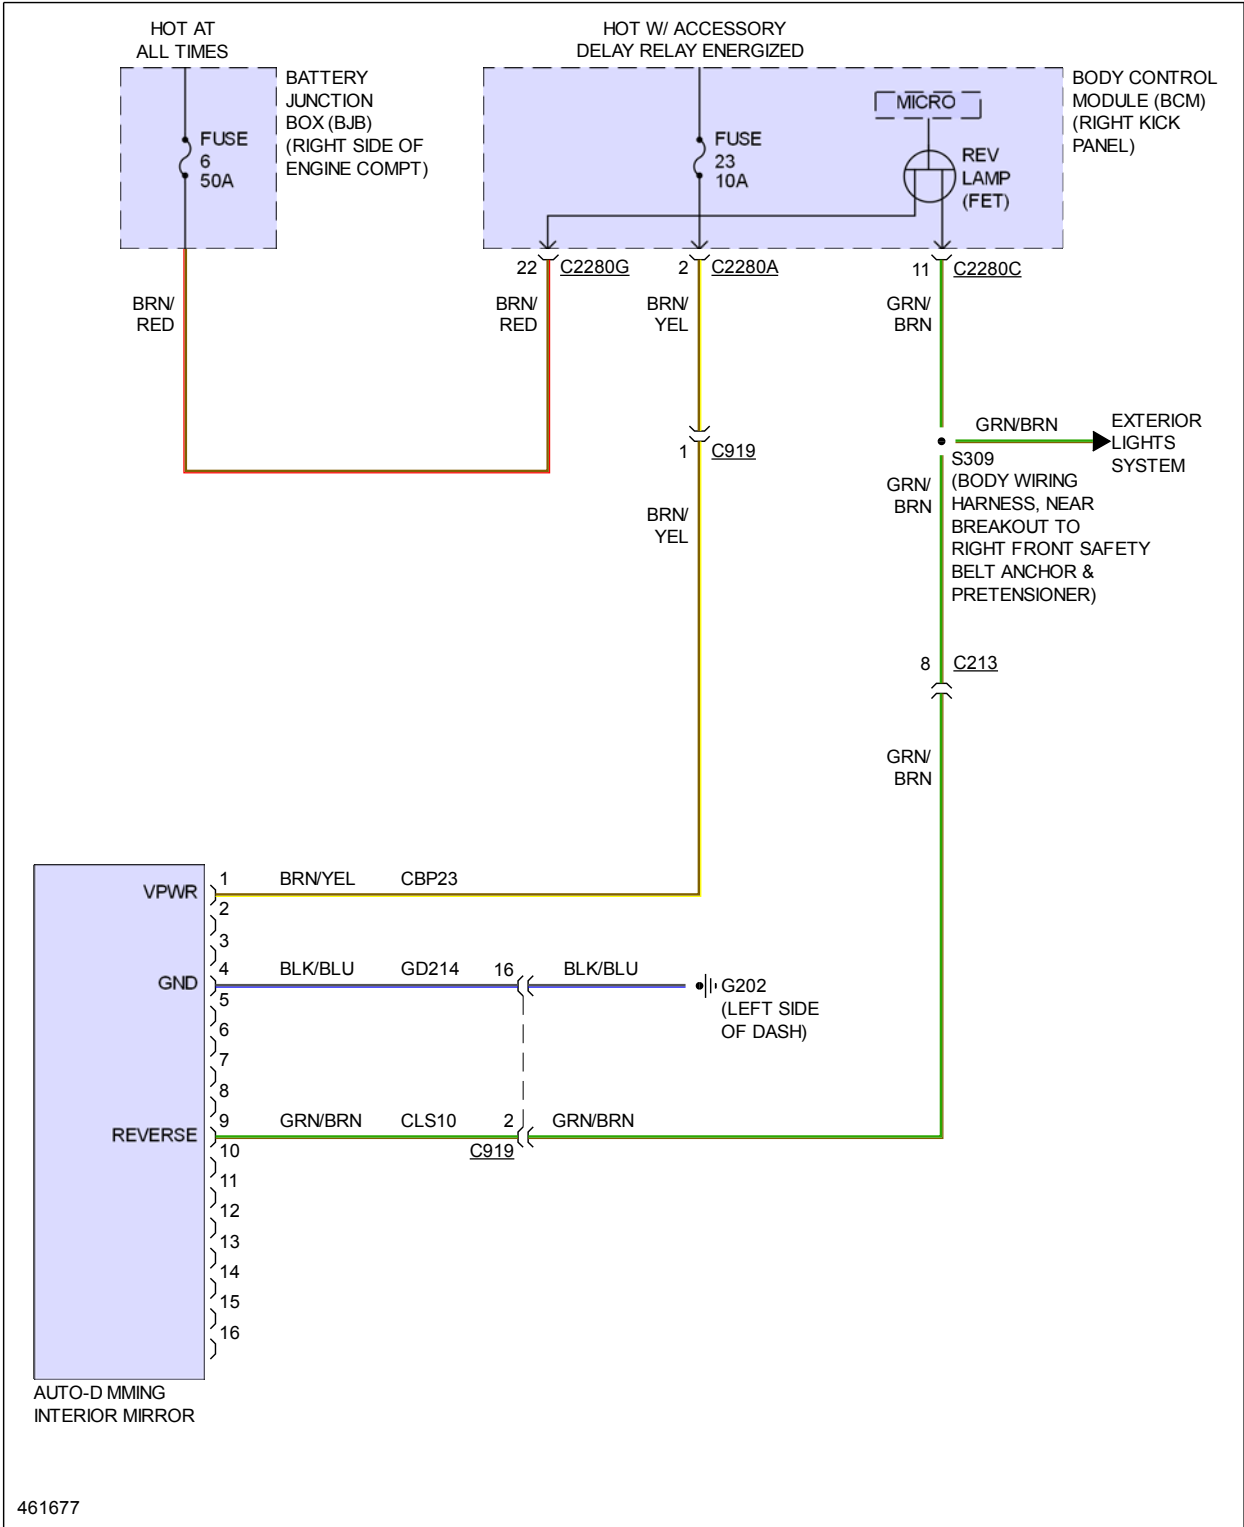 HOT AT
ALL TIMES
HOT W/ ACCESSORY
DELAY RELAY ENERGIZED
BATTERY
JUNCTION
BOX (BJB)
(RIGHT SIDE OF
ENGINE COMPT)
FUSE
6
50A
FUSE
23
10A
MICRO
REV
LAMP
(FET)
BODY CONTROL
MODULE (BCM)
(RIGHT KICK
PANEL)
22 C2280G
2 C2280A
11 C2280C
BRN/
RED
BRN/
RED
BRN/
YEL
GRN/
BRN
1 C919
GRN/BRN
EXTERIOR
LIGHTS
SYSTEM
S309
(BODY WIRING
HARNESS, NEAR
BREAKOUT TO
RIGHT FRONT SAFETY
BELT ANCHOR &
PRETENSIONER)
GRN/
BRN
BRN/
YEL
8 C213
GRN/
BRN
VPWR
1 BRN/YEL CBP23
2
3
GND
4 BLK/BLU GD214 16 BLK/BLU
G202
(LEFT SIDE
OF DASH)
5
6
7
8
REVERSE
9 GRN/BRN CLS10 2 GRN/BRN
C919
10
11
12
13
14
15
16
AUTO-D MMING
INTERIOR MIRROR
461677